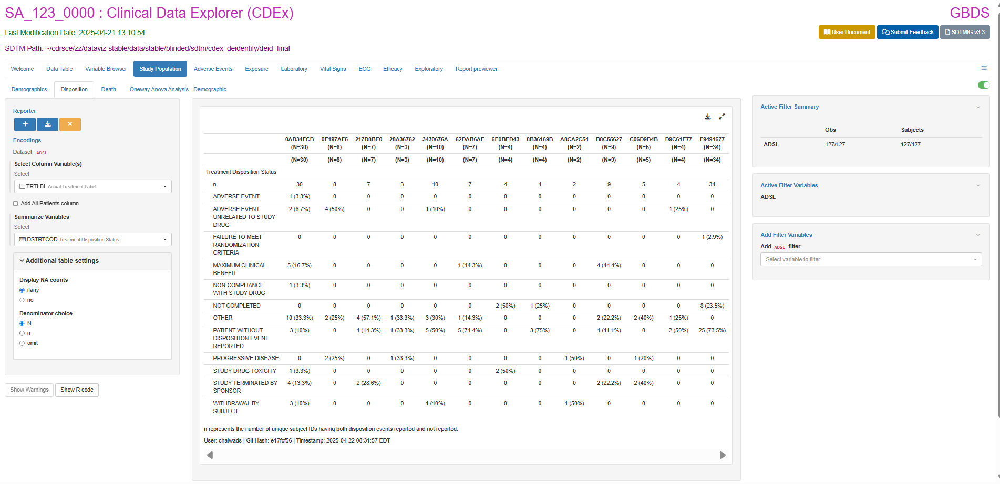 SA_123_0000 : Clinical Data Explorer (CDEx)
GBDS
Last Modification Date: 2025-04-21 13:10:54
User Document
Submit Feedback
SDTMIG v3.3
SDTM Path: ~/cdrsce/zz/dataviz-stable/data/stable/blinded/sdtm/cdex_deidentify/deid_final
Welcome Data Table Variable Browser Study Population Adverse Events Exposure Laboratory Vital Signs ECG Efficacy Exploratory Report previewer
Demographics Disposition Death Oneway Anova Analysis - Demographic
Reporter
Encodings
Dataset: ADSL
Select Column Variable(s)
Select
TRTLBL Actual Treatment Label
Add All Patients column
Summarize Variables
Select
DSTRTCOD Treatment Disposition Status
Additional table settings
Display NA counts
ifany
no
Denominator choice
N
n
omit
Show Warnings
Show R code
0AD34FCB 0E197AF5 217D8BE0 28A36762 3430676A 62DAB6AE 6E0BED43 8B36169B A8CA2C54 B8C55627 C06D9B4B D9C61E77 F9491677
(N=30) (N=8) (N=7) (N=3) (N=10) (N=7) (N=4) (N=4) (N=2) (N=9) (N=5) (N=4) (N=34)
(N=30) (N=8) (N=7) (N=3) (N=10) (N=7) (N=4) (N=4) (N=2) (N=9) (N=5) (N=4) (N=34)
Treatment Disposition Status
n 30 8 7 3 10 7 4 4 2 9 5 4 34
ADVERSE EVENT 1 (3.3%) 0 0 0 0 0 0 0 0 0 0 0 0
ADVERSE EVENT 2 (6.7%) 4 (50%) 0 0 1 (10%) 0 0 0 0 0 0 1 (25%) 0
UNRELATED TO STUDY
DRUG
FAILURE TO MEET 0 0 0 0 0 0 0 0 0 0 0 0 1 (2.9%)
RANDOMIZATION
CRITERIA
MAXIMUM CLINICAL 5 (16.7%) 0 0 0 0 1 (14.3%) 0 0 0 4 (44.4%) 0 0 0
BENEFIT
NON-COMPLIANCE 1 (3.3%) 0 0 0 0 0 0 0 0 0 0 0 0
WITH STUDY DRUG
NOT COMPLETED 0 0 0 0 0 0 2 (50%) 1 (25%) 0 0 0 0 8 (23.5%)
OTHER 10 (33.3%) 2 (25%) 4 (57.1%) 1 (33.3%) 3 (30%) 1 (14.3%) 0 0 0 2 (22.2%) 2 (40%) 1 (25%) 0
PATIENT WITHOUT 3 (10%) 0 1 (14.3%) 1 (33.3%) 5 (50%) 5 (71.4%) 0 3 (75%) 0 1 (11.1%) 0 2 (50%) 25 (73.5%)
DISPOSITION EVENT
REPORTED
PROGRESSIVE DISEASE 0 2 (25%) 0 1 (33.3%) 0 0 0 0 1 (50%) 0 1 (20%) 0 0
STUDY DRUG TOXICITY 1 (3.3%) 0 0 0 0 0 2 (50%) 0 0 0 0 0 0
STUDY TERMINATED BY 4 (13.3%) 0 2 (28.6%) 0 0 0 0 0 0 2 (22.2%) 2 (40%) 0 0
SPONSOR
WITHDRAWAL BY 3 (10%) 0 0 0 1 (10%) 0 0 0 1 (50%) 0 0 0 0
SUBJECT
n represents the number of unique subject IDs having both disposition events reported and not reported.
User: chalwads | Git Hash: e17fcf56 | Timestamp: 2025-04-22 08:31:57 EDT
Active Filter Summary
Obs Subjects
ADSL 127/127 127/127
Active Filter Variables
ADSL
Add Filter Variables
Add ADSL filter
Select variable to filter